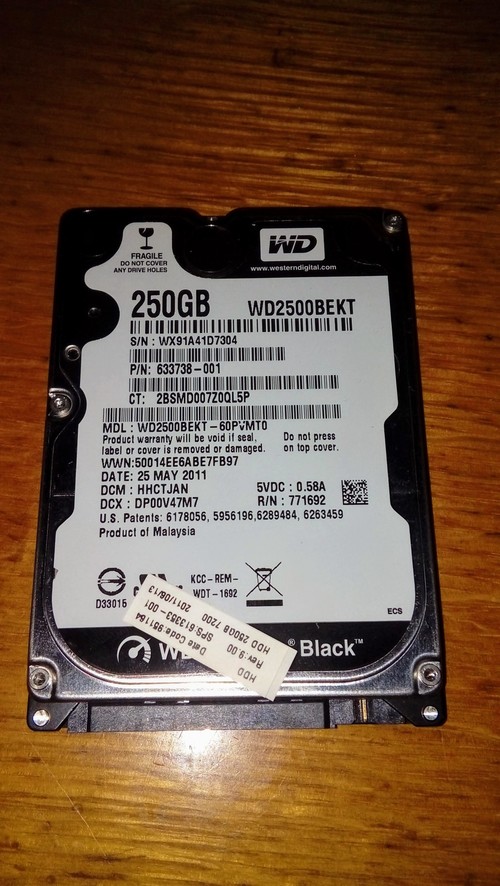 FRAGILE
DO NOT COVER
ANY DRIVE HOLES
WD
www.westerndigital.com
250GB WD2500BEKT
S/N : WX91A41D7304
P/N: 633738-001
CT: 2BSMD007Z0QL5P
MDL : WD2500BEKT-60PVMT0
Product warranty will be void if seal,
label or cover is removed or damaged.
Do not press
on top cover.
WWN:50014EE6ABE7FB97
DATE: 25 MAY 2011
DCM : HHCTJAN 5VDC : 0.58A
DCX : DP00V47M7 R/N : 771692
U.S. Patents: 6178056, 5956196,6289484, 6263459
Product of Malaysia
D33015
KCC-REM-
WDT-1692
ECS
® Black™
HDD
HDD 250GB 7200
Rev:9.00
SPS:613353-001
Date Code:951164
2011/06/13